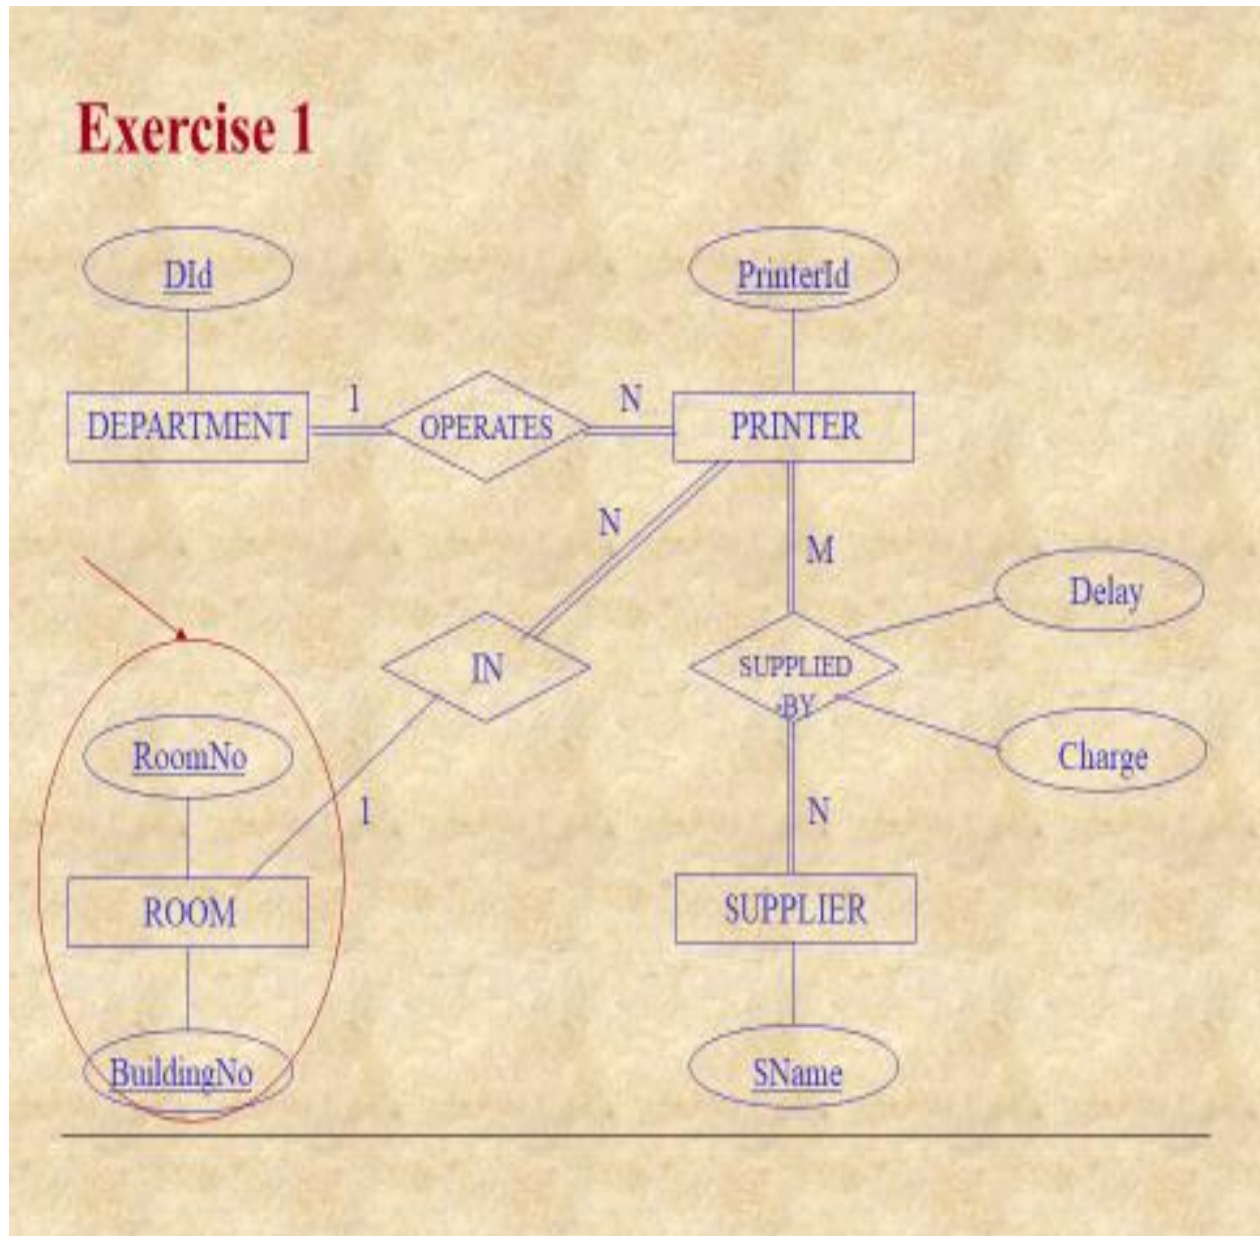 Exercise 1
DId
PrinterId
DEPARTMENT
1
OPERATES
N
PRINTER
N
M
Delay
IN
SUPPLIED
BY
RoomNo
Charge
1
N
ROOM
SUPPLIER
BuildingNo
SName